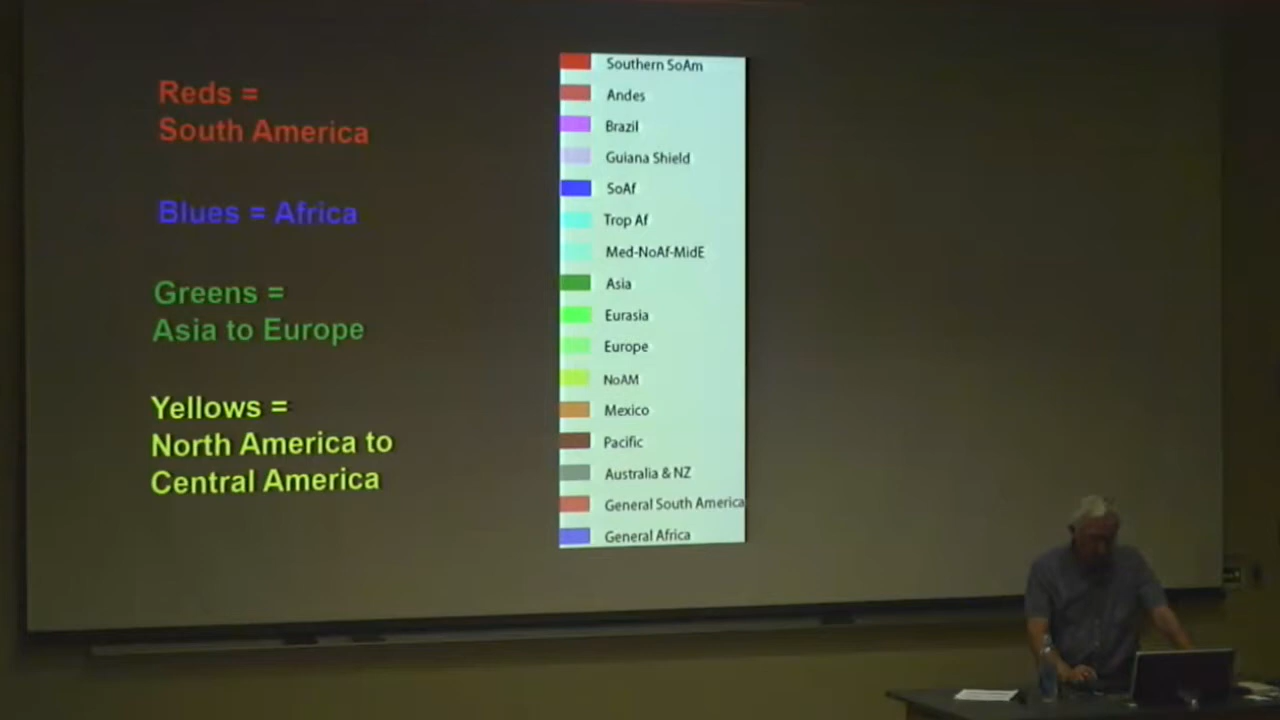 Reds =
South America
Blues = Africa
Greens =
Asia to Europe
Yellows =
North America to
Central America
Southern SoAm
Andes
Brazil
Guiana Shield
SoAf
Trop Af
Med-NoAf-MidE
Asia
Eurasia
Europe
NoAM
Mexico
Pacific
Australia & NZ
General South America
General Africa